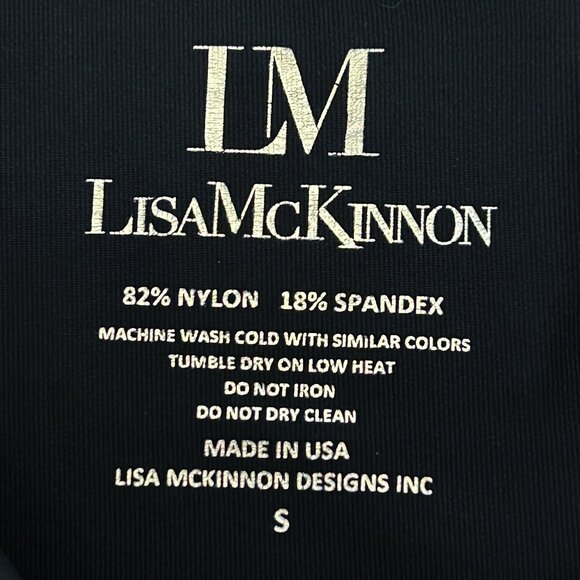 LM
LISAMCKINNON
82% NYLON 18% SPANDEX
MACHINE WASH COLD WITH SIMILAR COLORS
TUMBLE DRY ON LOW HEAT
DO NOT IRON
DO NOT DRY CLEAN
MADE IN USA
LISA MCKINNON DESIGNS INC
S